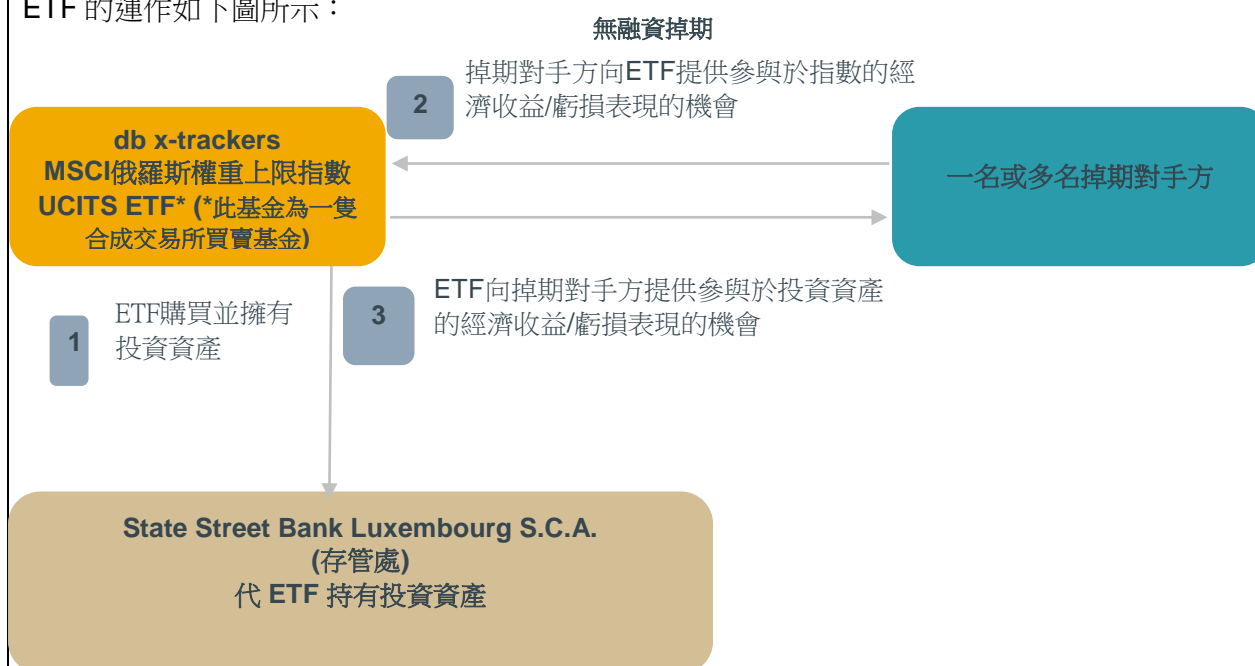 ETF 的運作如下圖所示：
無融資掉期
2
掉期對手方向ETF提供參與於指數的經
濟收益/虧損表現的機會
db x-trackers
MSCI俄羅斯權重上限指數
UCITS ETF* (*此基金為一隻
合成交易所買賣基金)
一名或多名掉期對手方
1
ETF購買並擁有
投資資產
3
ETF向掉期對手方提供參與於投資資產
的經濟收益/虧損表現的機會
State Street Bank Luxembourg S.C.A.
(存管處)
代 ETF 持有投資資產